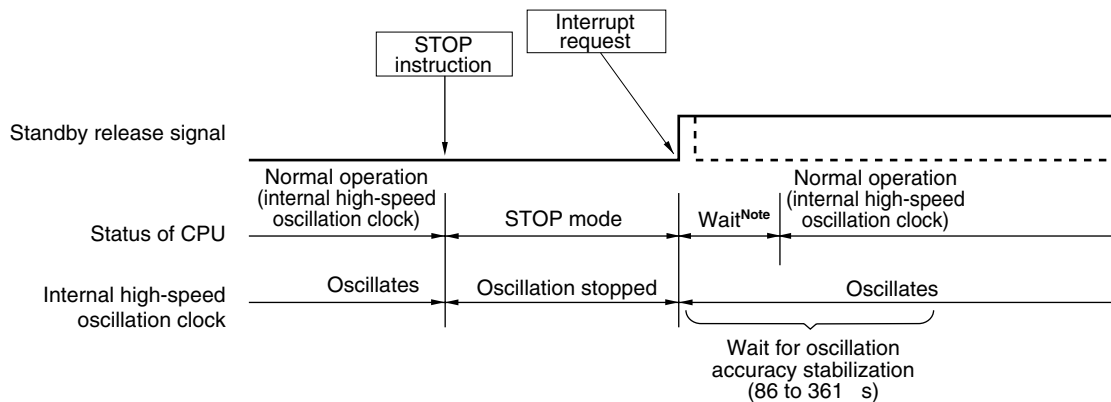 STOP
instruction
Interrupt
request
Standby release signal
Normal operation
(internal high-speed
oscillation clock)
Normal operation
(internal high-speed
oscillation clock)
Status of CPU
STOP mode
WaitNote
Internal high-speed
oscillation clock
Oscillates
Oscillation stopped
Oscillates
Wait for oscillation
accuracy stabilization
(86 to 361 s)